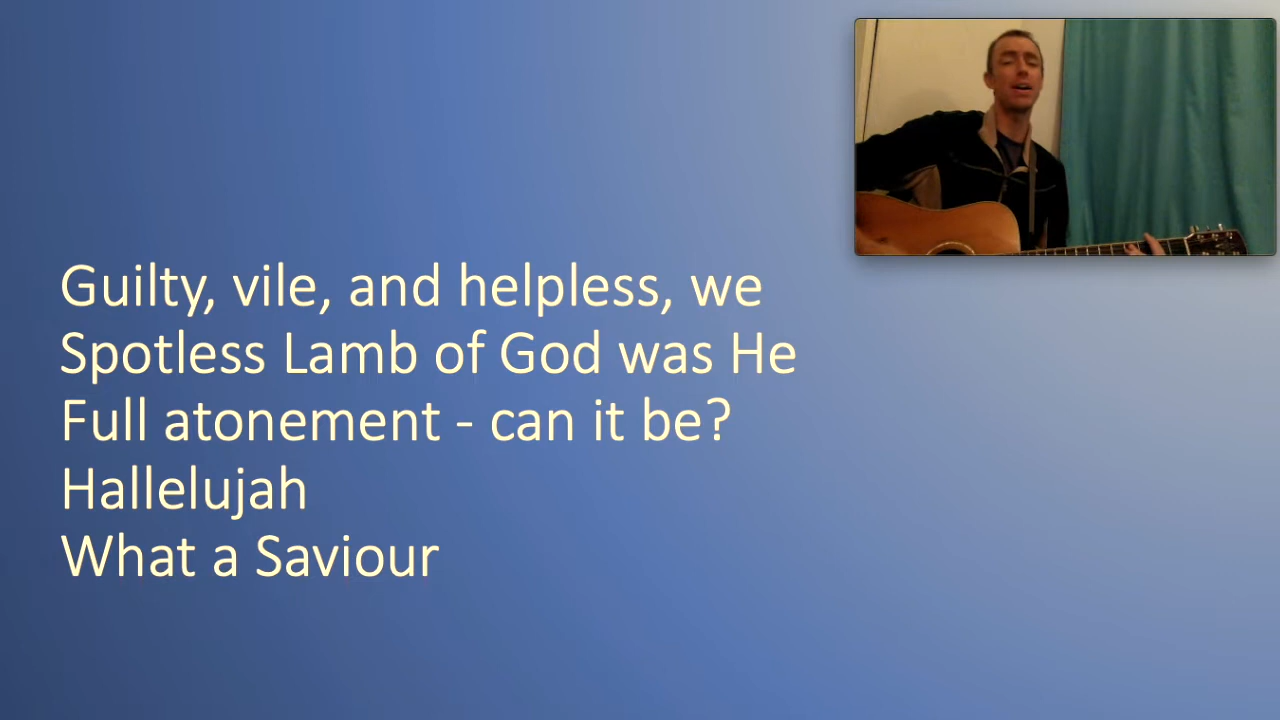 Guilty, vile, and helpless, we
Spotless Lamb of God was He
Full atonement - can it be?
Hallelujah
What a Saviour